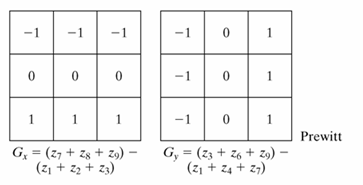 −1 −1 −1 −1 0 1
0 0 0 −1 0 1
1 1 1 −1 0 1
Prewitt
Gₓ = (z₇ + z₈ + z₉) − Gᵧ = (z₃ + z₆ + z₉) −
(z₁ + z₂ + z₃) (z₁ + z₄ + z₇)